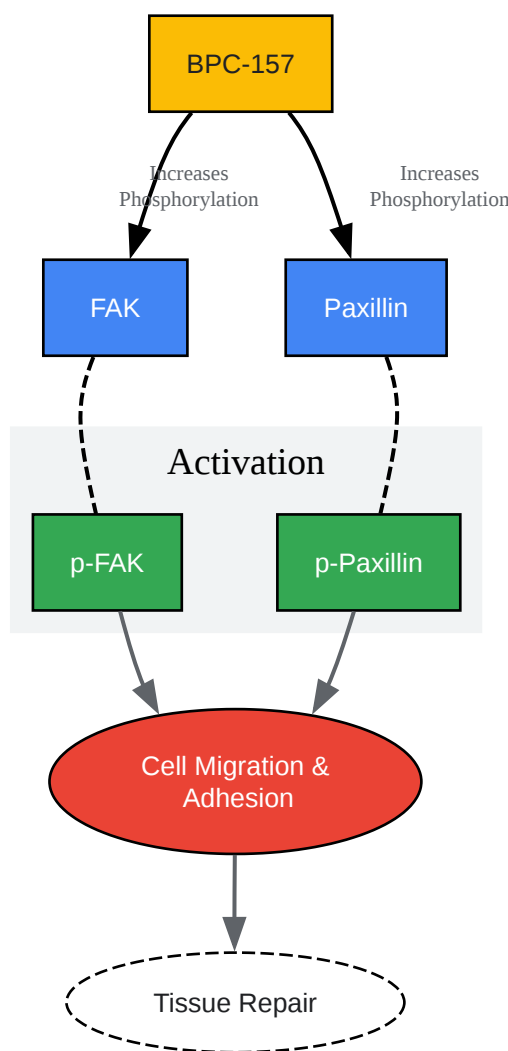 BPC-157
Increases
Phosphorylation
Increases
Phosphorylation
FAK
Paxillin
Activation
p-FAK
p-Paxillin
Cell Migration &
Adhesion
Tissue Repair